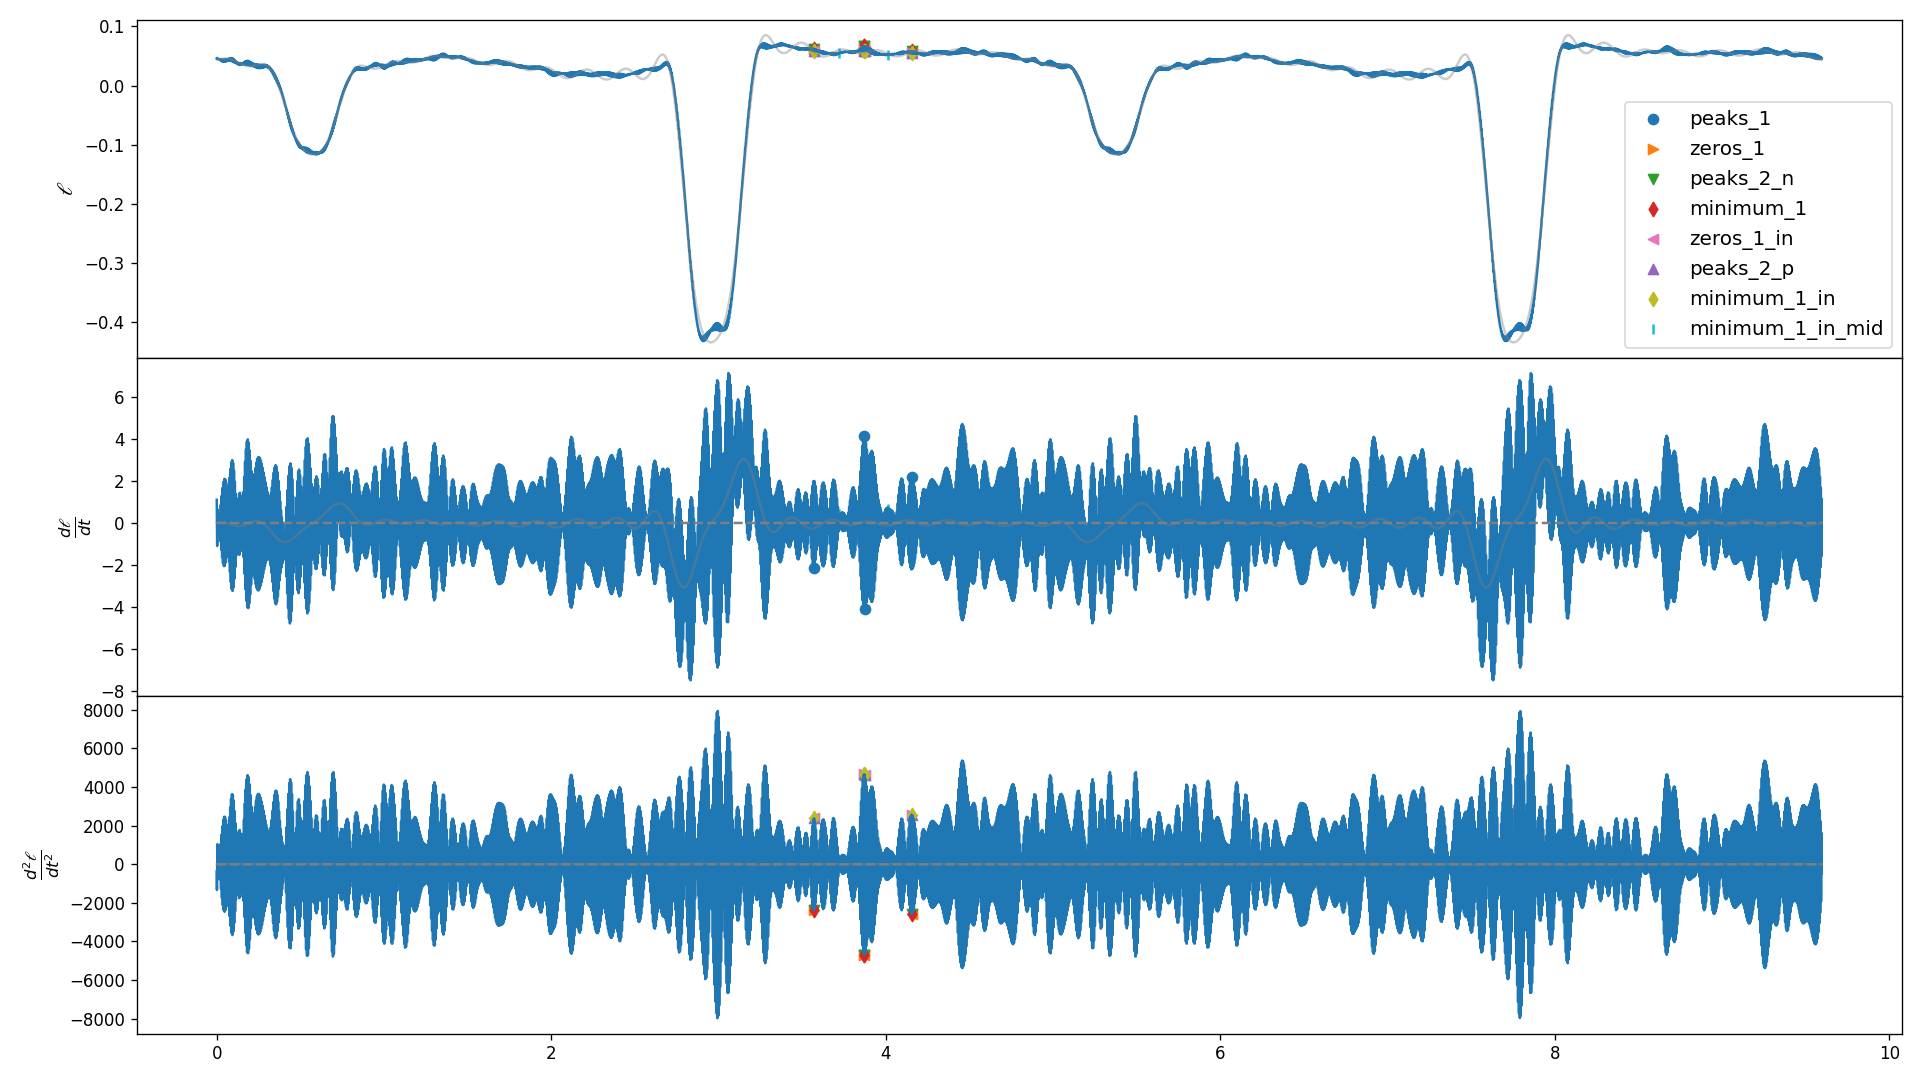 0.1
0.0
−0.1
−0.2
−0.3
−0.4
ℓ
peaks_1
zeros_1
peaks_2_n
minimum_1
zeros_1_in
peaks_2_p
minimum_1_in
minimum_1_in_mid
6
4
2
0
−2
−4
−6
−8
dℓ
dt
8000
6000
4000
2000
0
−2000
−4000
−6000
−8000
d²ℓ
dt²
0 2 4 6 8 10